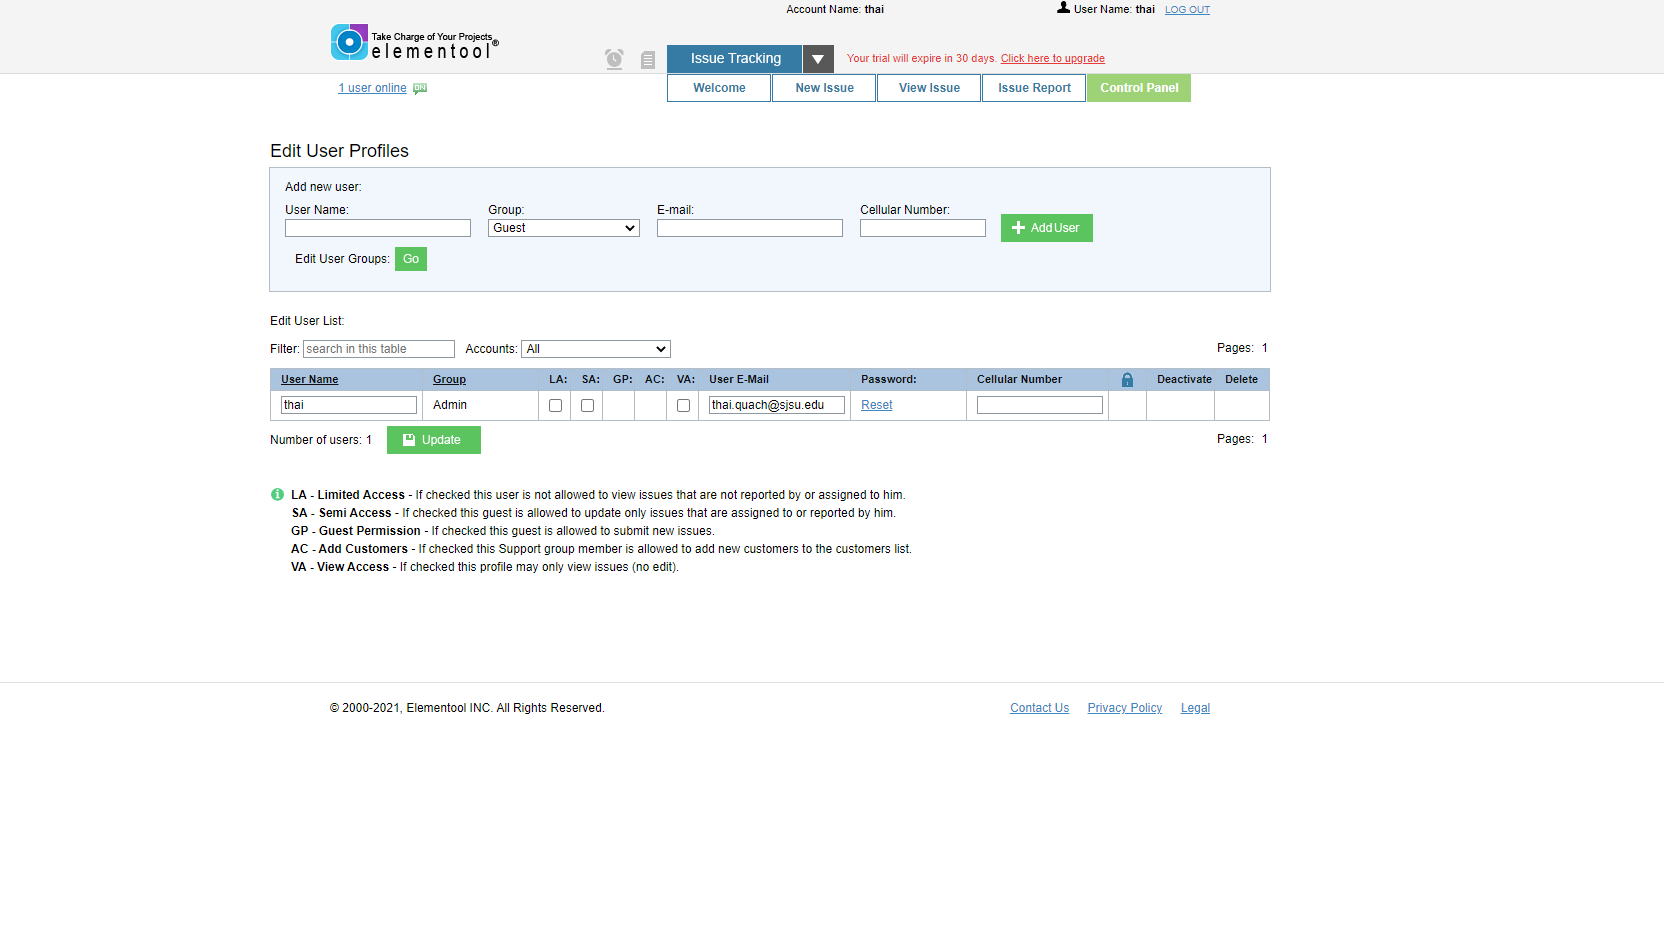 Account Name: thai
User Name: thai LOG OUT
Take Charge of Your Projects
elementool®
Issue Tracking
Your trial will expire in 30 days. Click here to upgrade
1 user online ON
Welcome New Issue View Issue Issue Report Control Panel
Edit User Profiles
Add new user:
User Name: Group: E-mail: Cellular Number:
Guest Add User
Edit User Groups: Go
Edit User List:
Filter: search in this table Accounts: All Pages: 1
User Name Group LA: SA: GP: AC: VA: User E-Mail Password: Cellular Number Deactivate Delete
thai Admin thai.quach@sjsu.edu Reset
Number of users: 1 Update Pages: 1
LA - Limited Access - If checked this user is not allowed to view issues that are not reported by or assigned to him.
SA - Semi Access - If checked this guest is allowed to update only issues that are assigned to or reported by him.
GP - Guest Permission - If checked this guest is allowed to submit new issues.
AC - Add Customers - If checked this Support group member is allowed to add new customers to the customers list.
VA - View Access - If checked this profile may only view issues (no edit).
© 2000-2021, Elementool INC. All Rights Reserved. Contact Us Privacy Policy Legal